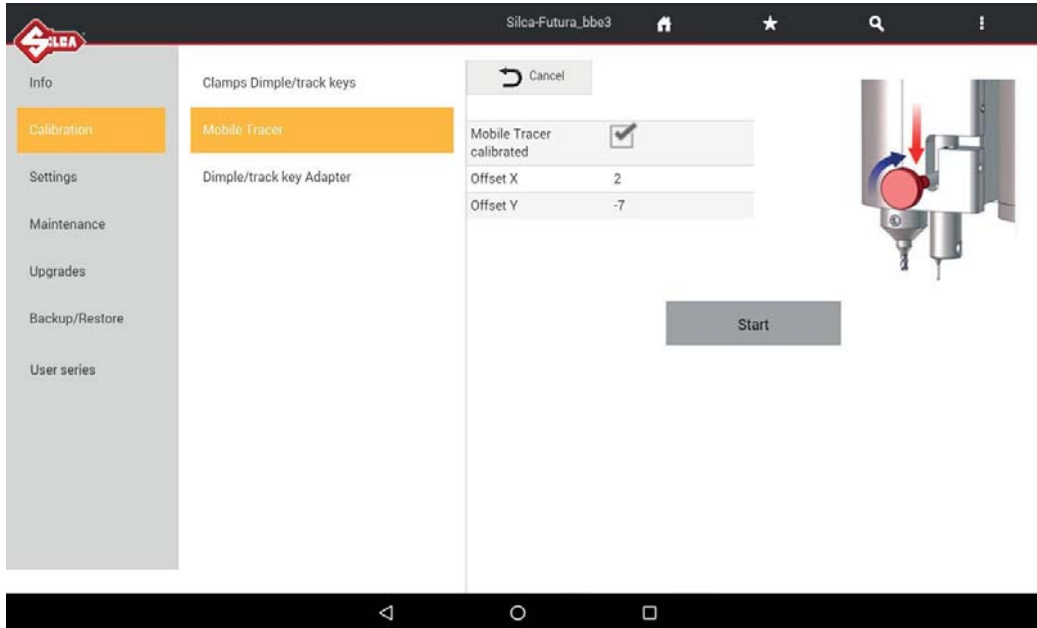 Silca-Futura_bbe3
SILCA
Info
Calibration
Settings
Maintenance
Upgrades
Backup/Restore
User series
Clamps Dimple/track keys
Mobile Tracer
Dimple/track key Adapter
Cancel
Mobile Tracer
calibrated
Offset X 2
Offset Y -7
Start